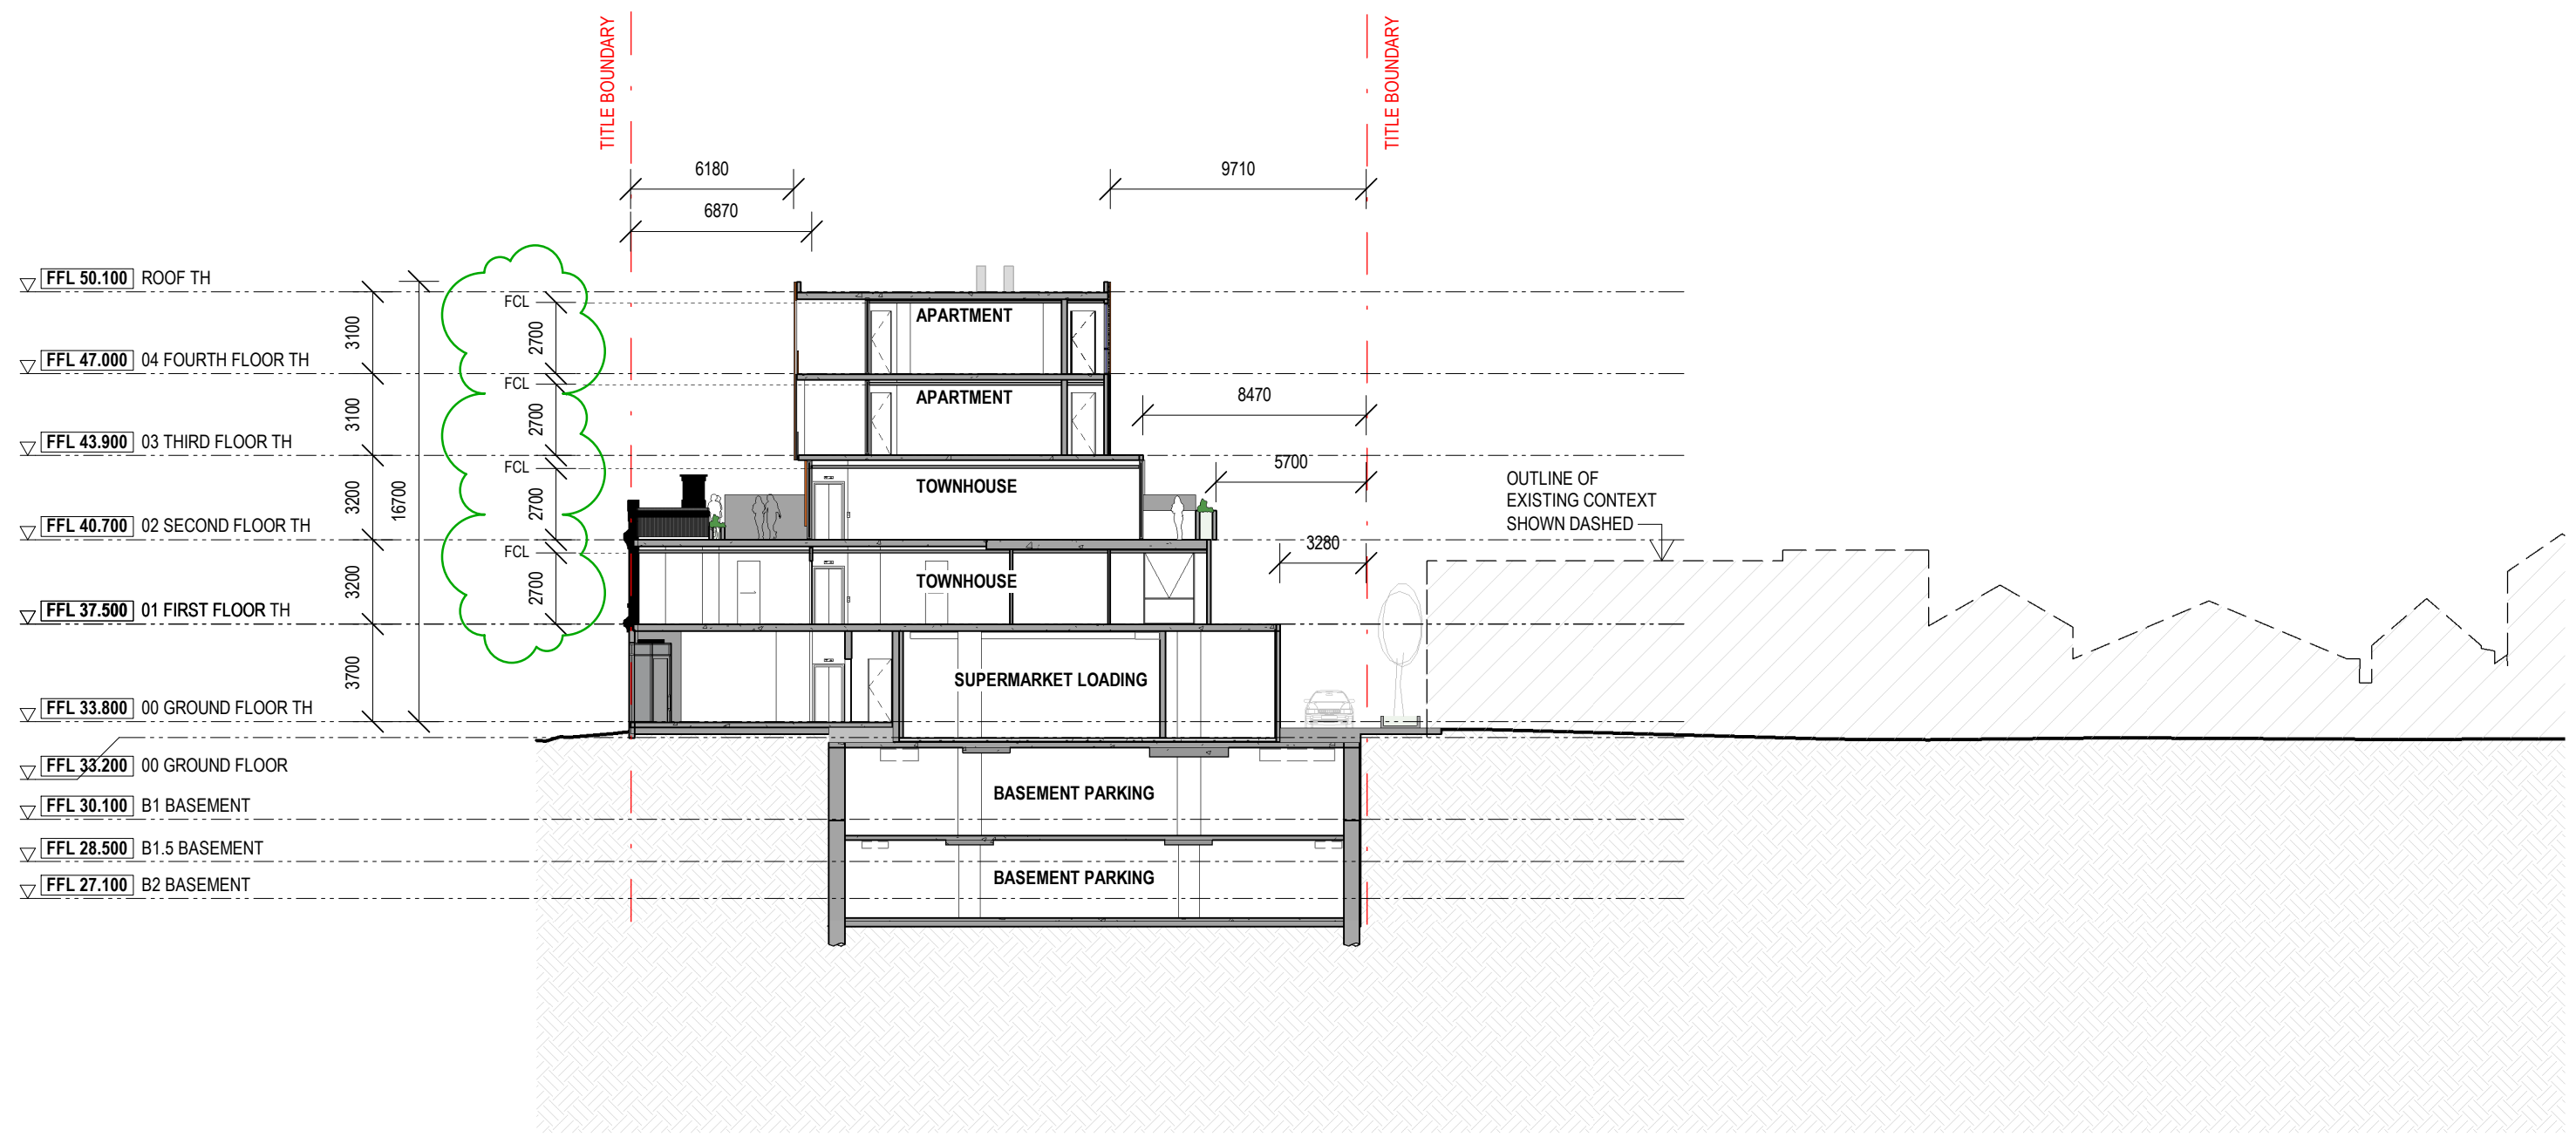 TITLE BOUNDARY
TITLE BOUNDARY
6180
9710
6870
FFL 50.100 ROOF TH
FCL
APARTMENT
3100
2700
FFL 47.000 04 FOURTH FLOOR TH
FCL
APARTMENT
8470
3100
2700
FFL 43.900 03 THIRD FLOOR TH
FCL
5700
OUTLINE OF
EXISTING CONTEXT
SHOWN DASHED
TOWNHOUSE
3200
16700
2700
FFL 40.700 02 SECOND FLOOR TH
FCL
3280
TOWNHOUSE
3200
2700
FFL 37.500 01 FIRST FLOOR TH
3700
SUPERMARKET LOADING
FFL 33.800 00 GROUND FLOOR TH
FFL 33.200 00 GROUND FLOOR
BASEMENT PARKING
FFL 30.100 B1 BASEMENT
FFL 28.500 B1.5 BASEMENT
BASEMENT PARKING
FFL 27.100 B2 BASEMENT